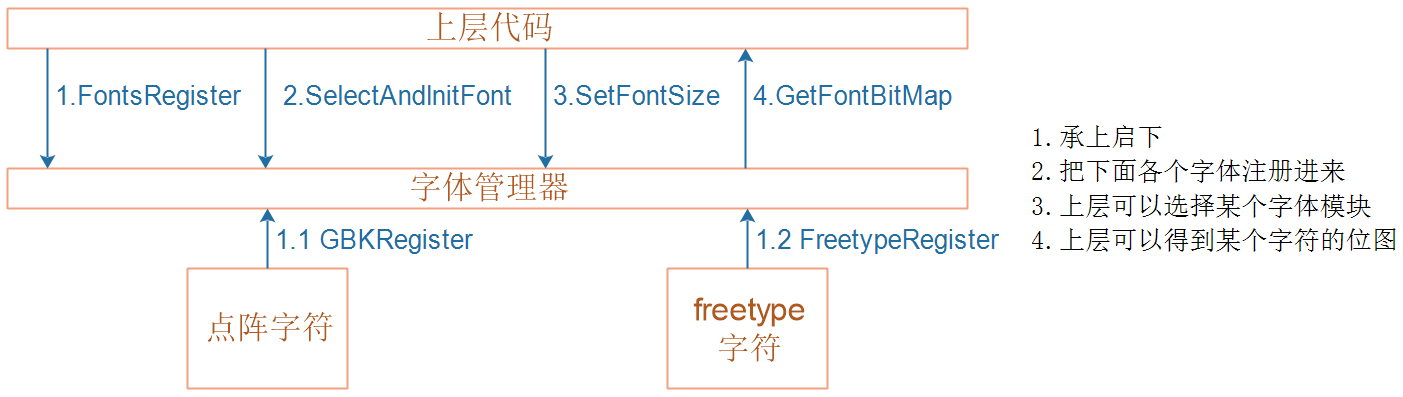 上层代码
1.FontsRegister
2.SelectAndInitFont
3.SetFontSize
4.GetFontBitMap
字体管理器
1.1 GBKRegister
1.2 FreetypeRegister
点阵字符
freetype
字符
1.承上启下
2.把下面各个字体注册进来
3.上层可以选择某个字体模块
4.上层可以得到某个字符的位图